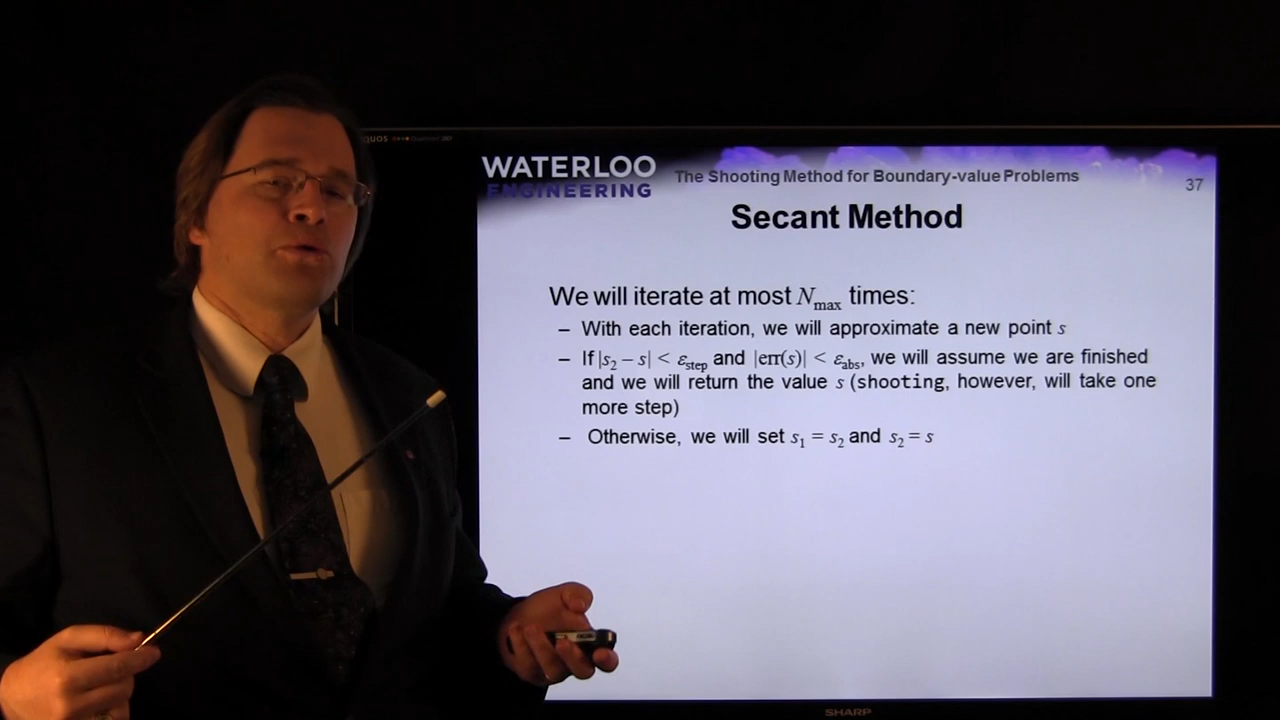 QUOS
WATERLOO
ENGINEERING
The Shooting Method for Boundary-value Problems
37
Secant Method
We will iterate at most Nmax times:
– With each iteration, we will approximate a new point s
– If |s2 – s| < εstep and |err(s)| < εabs, we will assume we are finished
and we will return the value s (shooting, however, will take one
more step)
– Otherwise, we will set s1 = s2 and s2 = s
SHARP